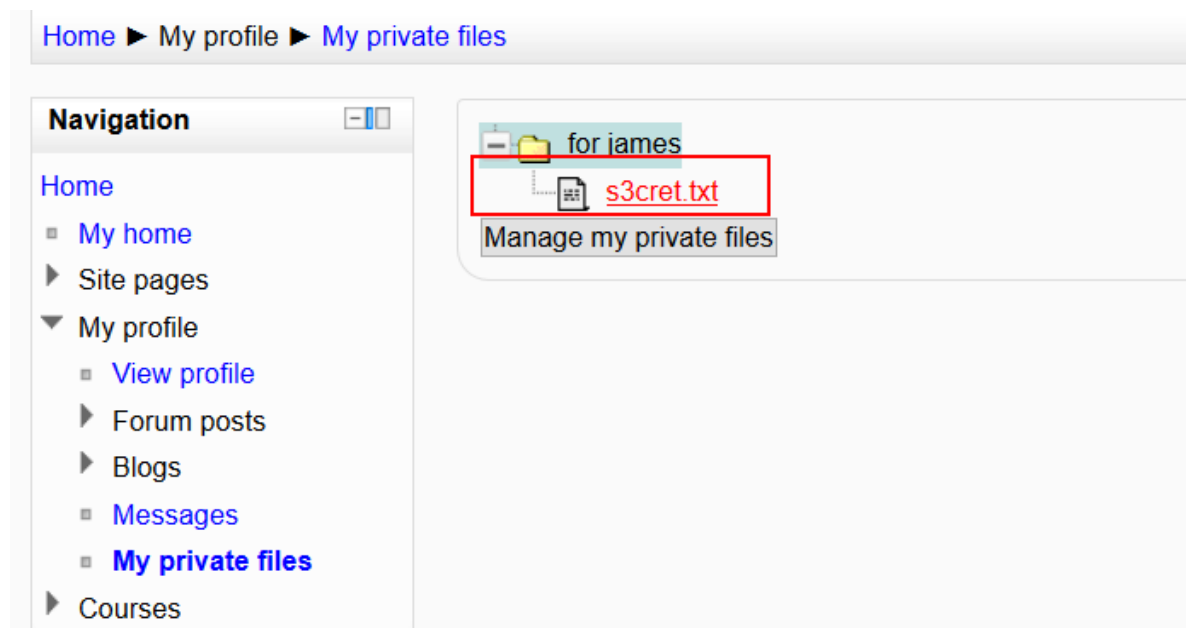 Home ► My profile ► My private files
Navigation
Home
My home
Site pages
My profile
View profile
Forum posts
Blogs
Messages
My private files
Courses
for james
s3cret.txt
Manage my private files